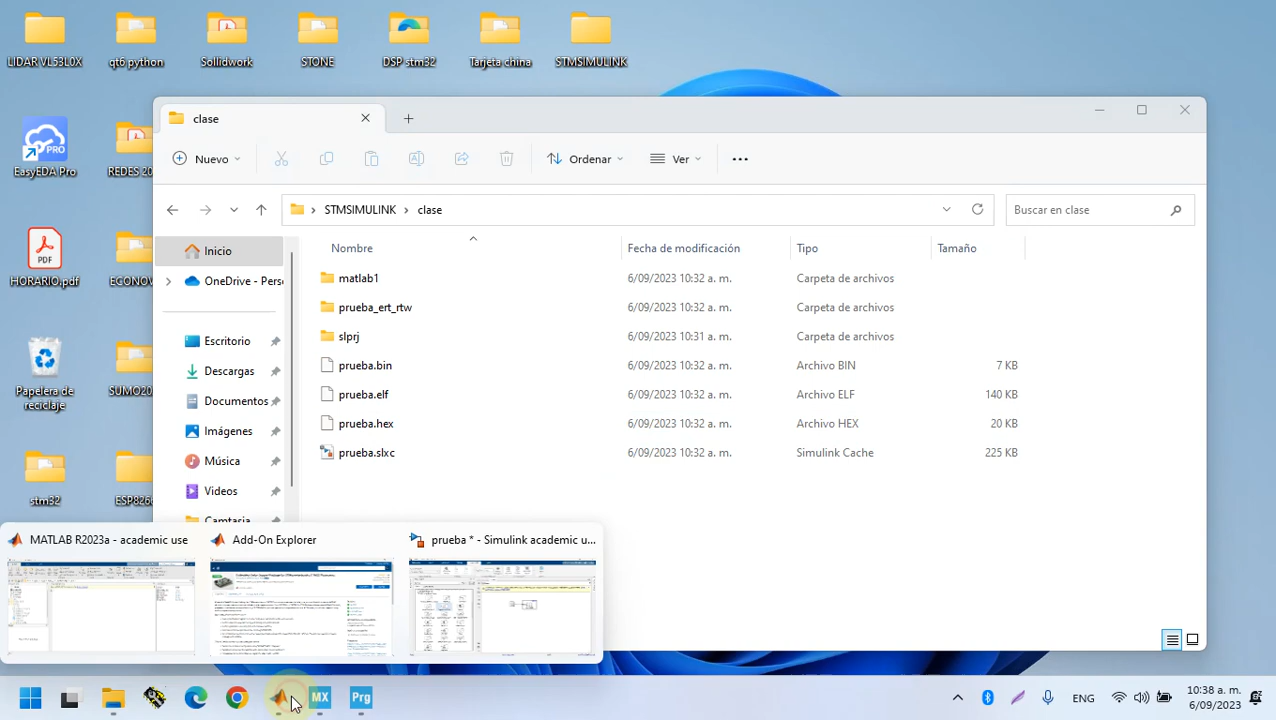 LIDAR VL53L0X
qt6 python
Sollidwork
STONE
DSP stm32
Tarjeta china
STMSIMULINK
clase
PRO
EasyEDA Pro
REDES 20
Nuevo
Ordenar
Ver
STMSIMULINK > clase
Buscar en clase
Inicio
Nombre
Fecha de modificación
Tipo
Tamaño
PDF
HORARIO.pdf
ECONOV
OneDrive - Pers
matlab1
6/09/2023 10:32 a. m.
Carpeta de archivos
prueba_ert_rtw
6/09/2023 10:32 a. m.
Carpeta de archivos
slprj
6/09/2023 10:31 a. m.
Carpeta de archivos
Escritorio
prueba.bin
6/09/2023 10:32 a. m.
Archivo BIN
7 KB
Descargas
Papelera de
reciclaje
SUMO20
Documentos
prueba.elf
6/09/2023 10:32 a. m.
Archivo ELF
140 KB
Imágenes
prueba.hex
6/09/2023 10:32 a. m.
Archivo HEX
20 KB
Música
prueba.slxc
6/09/2023 10:32 a. m.
Simulink Cache
225 KB
stm32
ESP826
Videos
Camtasia
MATLAB R2023a - academic use
Add-On Explorer
prueba * - Simulink academic u...
MX
Prg
ENG
10:38 a. m.
6/09/2023